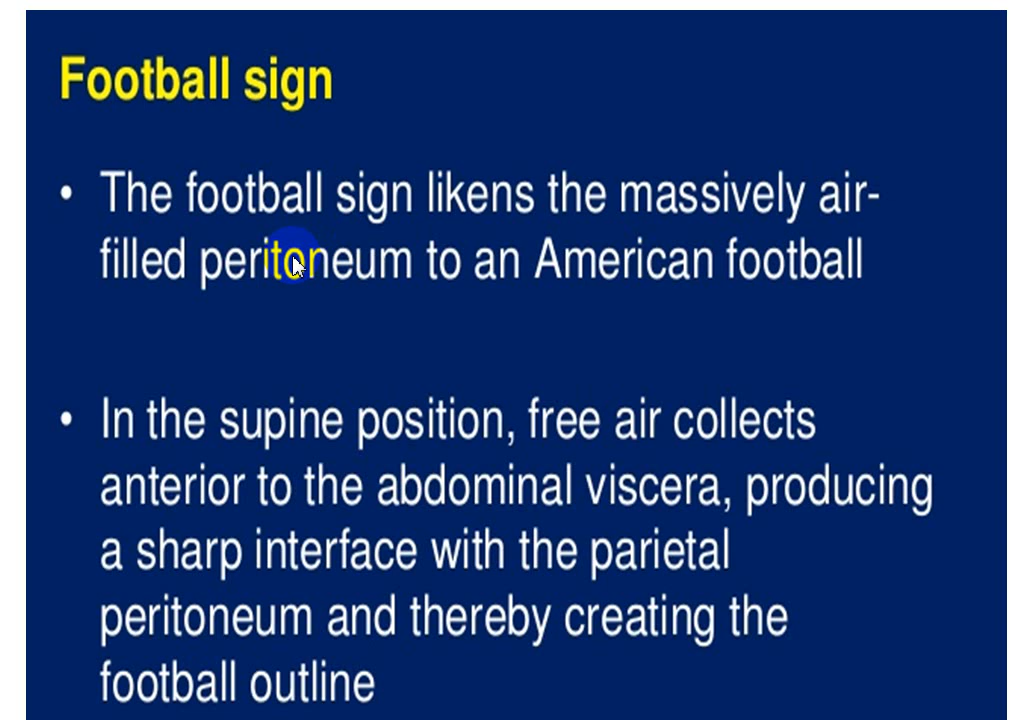 Football sign
• The football sign likens the massively air-
filled peritoneum to an American football
• In the supine position, free air collects
anterior to the abdominal viscera, producing
a sharp interface with the parietal
peritoneum and thereby creating the
football outline